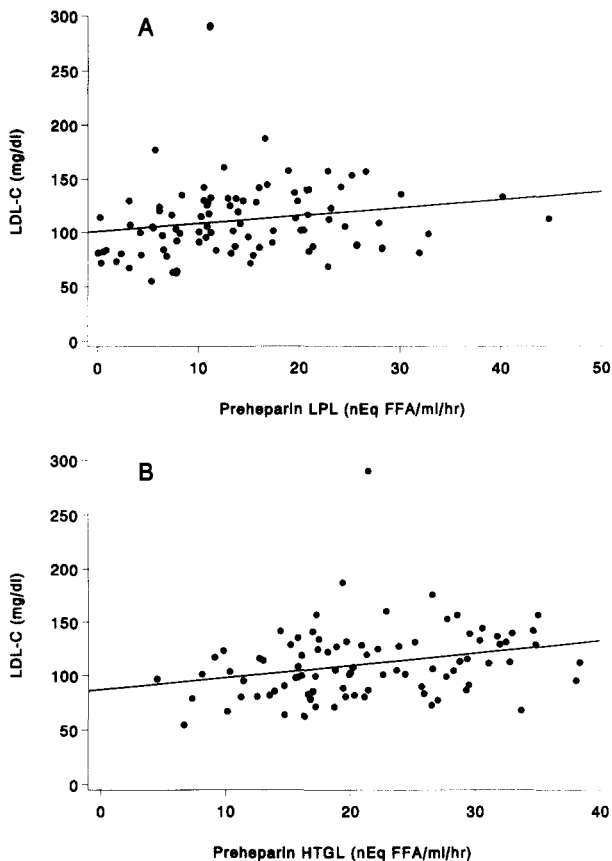 A
300
250
200
150
100
50
0
LDL-C (mg/dl)
0 10 20 30 40 50
Preheparin LPL (nEq FFA/ml/hr)
B
300
250
200
150
100
50
0
LDL-C (mg/dl)
0 10 20 30 40
Preheparin HTGL (nEq FFA/ml/hr)